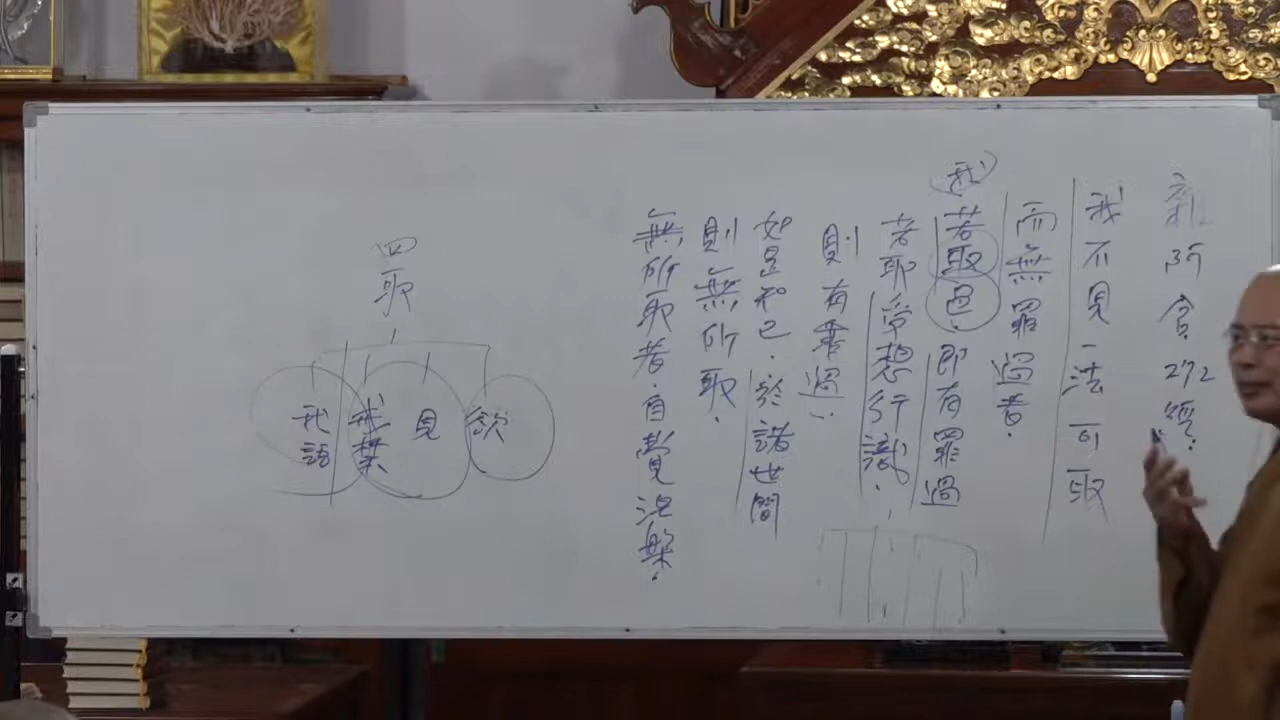 雜阿含272經.
我不見一法可取
而無罪過者.
(我)若取色,即有罪過
若取受想行識.
則有罪過..
如是知已.於諸世間
則無所取.
無所取者.自覺涅槃.
四取
欲
見
我禁
我語